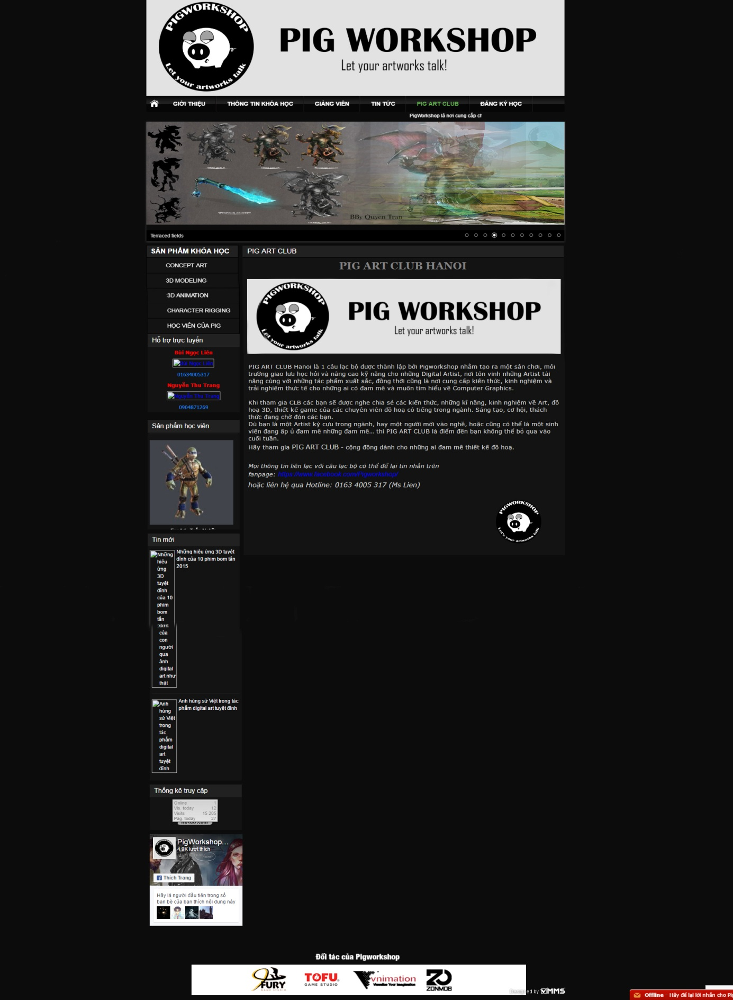 PIGWORKSHOP
Let your artworks talk
PIG WORKSHOP
Let your artworks talk!
GIỚI THIỆU
THÔNG TIN KHÓA HỌC
GIẢNG VIÊN
TIN TỨC
PIG ART CLUB
ĐĂNG KÝ HỌC
PigWorkshop là nơi cung cấp ch
BBy Quyen Tran
Terraced fields
SẢN PHẨM KHÓA HỌC
CONCEPT ART
3D MODELING
3D ANIMATION
CHARACTER RIGGING
HỌC VIÊN CỦA PIG
Hỗ trợ trực tuyến
Bùi Ngọc Liên
Bùi Ngọc Liên
01634005317
Nguyễn Thu Trang
Nguyễn Thu Trang
0904871269
Sản phẩm học viên
Tin mới
Những
hiệu
ứng
3D
tuyệt
đỉnh
của 10
phim
bom
tấn
Những hiệu ứng 3D tuyệt
đỉnh của 10 phim bom tấn
2015
của
con
người
qua
ảnh
digital
art như
thật
Anh
hùng
sử Việt
trong
tác
phẩm
digital
art
tuyệt
đỉnh
Anh hùng sử Việt trong tác
phẩm digital art tuyệt đỉnh
Thống kê truy cập
Online 1
Vis. today 12
Visits 15 205
Pag. today 27
PigWorkshop...
4,9K lượt thích
Thích Trang
Hãy là người đầu tiên trong số
bạn bè của bạn thích nội dung này
PIG ART CLUB
PIG ART CLUB HANOI
PIGWORKSHOP
Let your artworks talk
PIG WORKSHOP
Let your artworks talk!
PIG ART CLUB Hanoi là 1 câu lạc bộ được thành lập bởi Pigworkshop nhằm tạo ra một sân chơi, môi
trường giao lưu học hỏi và nâng cao kỹ năng cho những Digital Artist, nơi tôn vinh những Artist tài
năng cùng với những tác phẩm xuất sắc, đồng thời cũng là nơi cung cấp kiến thức, kinh nghiệm và
trải nghiệm thực tế cho những ai có đam mê và muốn tìm hiểu về Computer Graphics.
Khi tham gia CLB các bạn sẽ được nghe chia sẻ các kiến thức, những kĩ năng, kinh nghiệm về Art, đồ
hoạ 3D, thiết kế game của các chuyên viên đồ hoạ có tiếng trong ngành. Sáng tạo, cơ hội, thách
thức đang chờ đón các bạn.
Dù bạn là một Artist kỳ cựu trong ngành, hay một người mới vào nghề, hoặc cũng có thể là một sinh
viên đang ấp ủ đam mê những đam mê... thì PIG ART CLUB là điểm đến bạn không thể bỏ qua vào
cuối tuần.
Hãy tham gia PIG ART CLUB - cộng đồng dành cho những ai đam mê thiết kế đồ hoạ.
Mọi thông tin liên lạc với câu lạc bộ có thể để lại tin nhắn trên
fanpage: https://www.facebook.com/Pigworkshop/
hoặc liên hệ qua Hotline: 0163 4005 317 (Ms Lien)
PIGWORKSHOP
Let's your artworks talk
Đối tác của Pigworkshop
FURY
GAME STUDIO
TOFU
GAME STUDIO
vnimation
Visualize Your Imagination
ZONMOB
Designed by MMS
Offline - Hãy để lại lời nhắn cho Pi